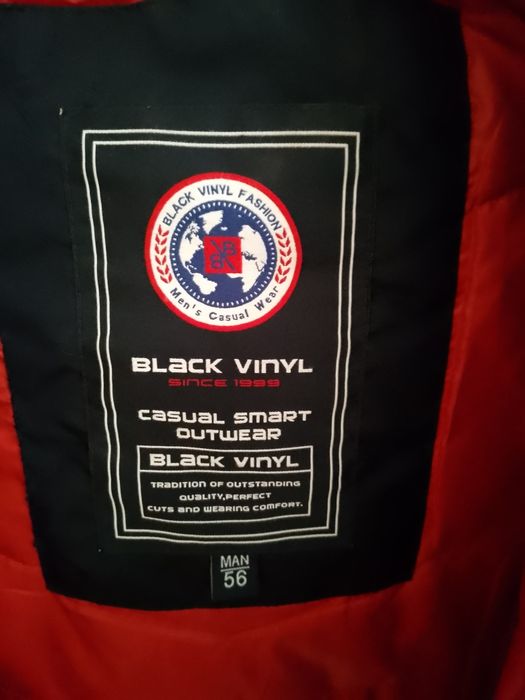 BLACK VINYL FASHION
Men's Casual Wear
BLACK VINYL
SINCE 1999
CASUAL SMART
OUTWEAR
BLACK VINYL
TRADITION OF OUTSTANDING
QUALITY,PERFECT
CUTS AND WEARING COMFORT.
MAN
56